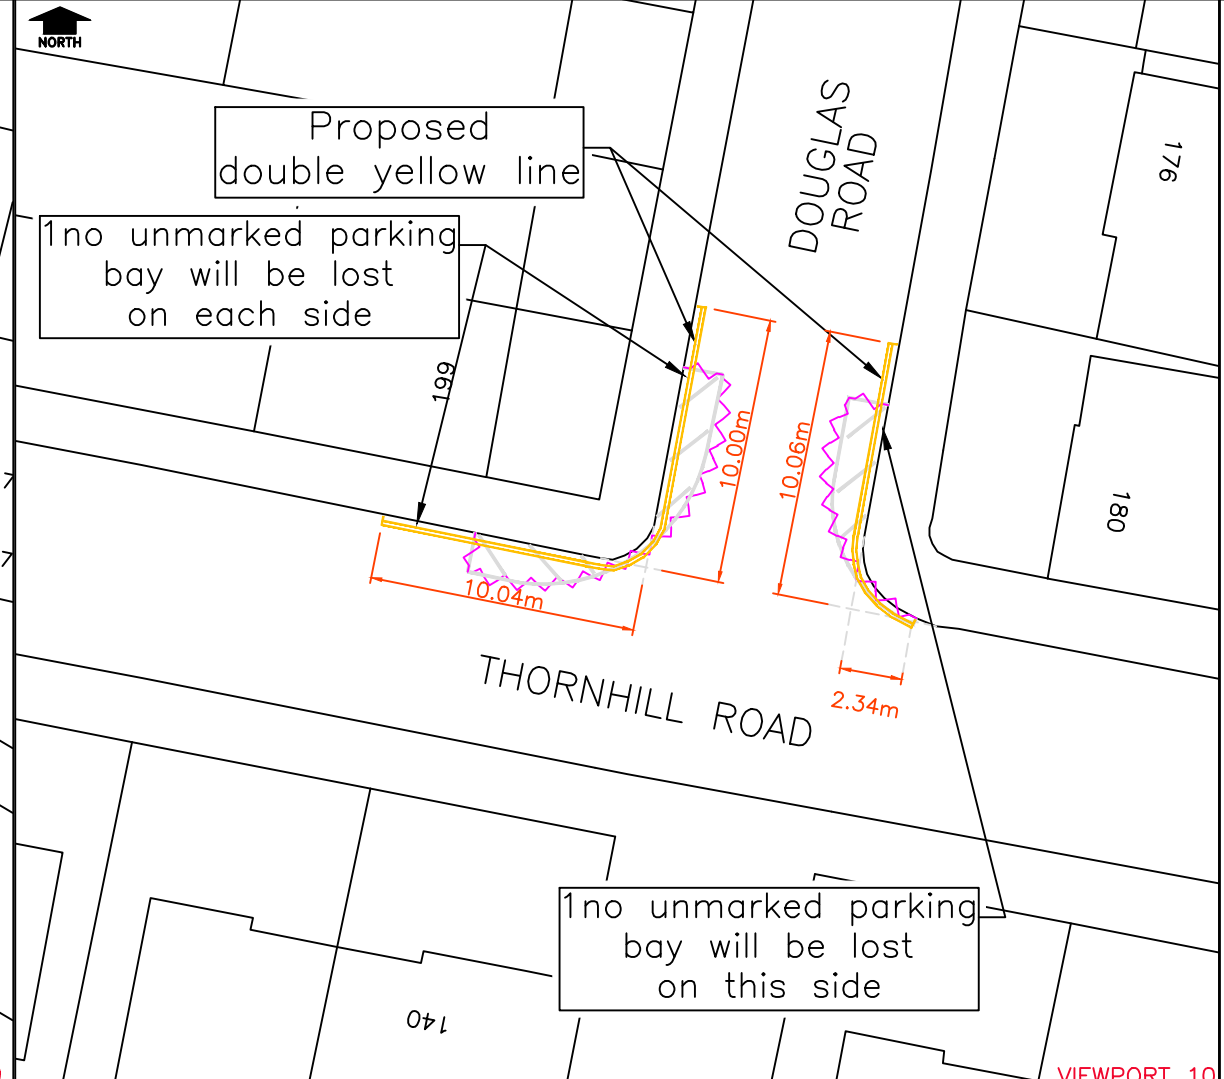 NORTH
Proposed
double yellow line
1no unmarked parking
bay will be lost
on each side
DOUGLAS
ROAD
176
199
180
10.00m
10.06m
10.04m
2.34m
THORNHILL ROAD
1no unmarked parking
bay will be lost
on this side
140
VIEWPORT 10